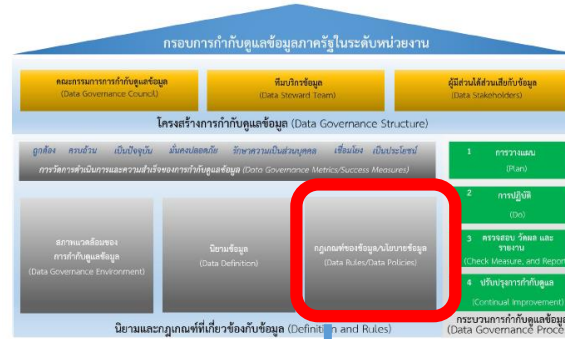 กรอบการกำกับดูแลข้อมูลภาครัฐในระดับหน่วยงาน
คณะกรรมการการกำกับดูแลข้อมูล
(Data Governance Council)
ทีมบริกรข้อมูล
(Data Steward Team)
ผู้มีส่วนได้ส่วนเสียกับข้อมูล
(Data Stakeholders)
โครงสร้างการกำกับดูแลข้อมูล (Data Governance Structure)
ถูกต้อง ครบถ้วน เป็นปัจจุบัน มั่นคงปลอดภัย รักษาความเป็นส่วนบุคคล เชื่อมโยง เป็นประโยชน์
การวัดการดำเนินการและความสำเร็จของการกำกับดูแลข้อมูล (Data Governance Metrics/Success Measures)
สภาพแวดล้อมของ
การกำกับดูแลข้อมูล
(Data Governance Environment)
นิยามข้อมูล
(Data Definition)
กฎเกณฑ์ของข้อมูล/นโยบายข้อมูล
(Data Rules/Data Policies)
นิยามและกฎเกณฑ์ที่เกี่ยวข้องกับข้อมูล (Definition and Rules)
1 การวางแผน
(Plan)
2 การปฏิบัติ
(Do)
3 ตรวจสอบ วัดผล และ
รายงาน
(Check Measure, and Report
4 ปรับปรุงการกำกับดูแล
(Continual Improvement)
กระบวนการกำกับดูแลข้อมูล
(Data Governance Proce